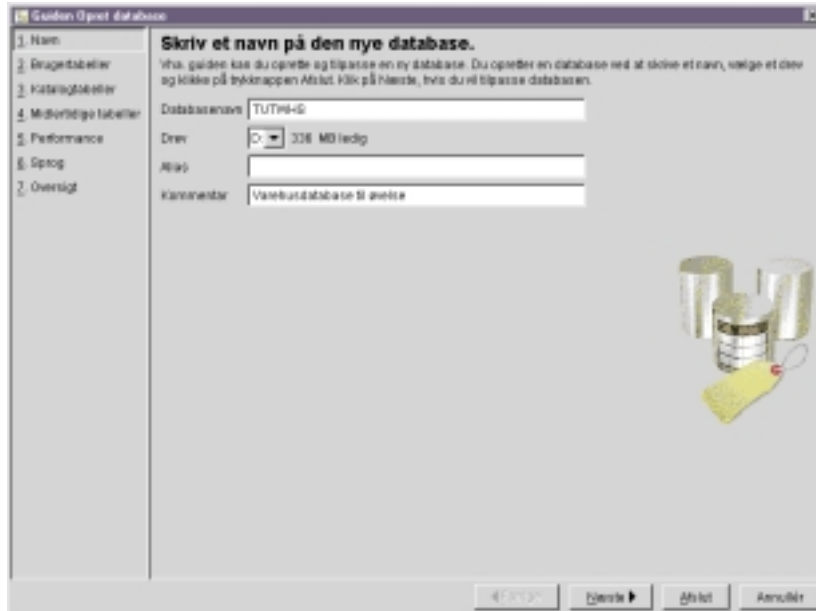 Guiden Opret database
1. Navn
2. Brugertabeller
3. Katalogtabeller
4. Midlertidige tabeller
5. Performance
6. Sprog
7. Oversigt
Skriv et navn på den nye database.
Vha. guiden kan du oprette og tilpasse en ny database. Du opretter en database ved at skrive et navn, vælge et drev
og klikke på trykknappen Afslut. Klik på Næste, hvis du vil tilpasse databasen.
Databasenavn
Drev D: 336 MB ledig
Alias
Kommentar Varehusdatabase til øvelse
Næste Afslut Annullér